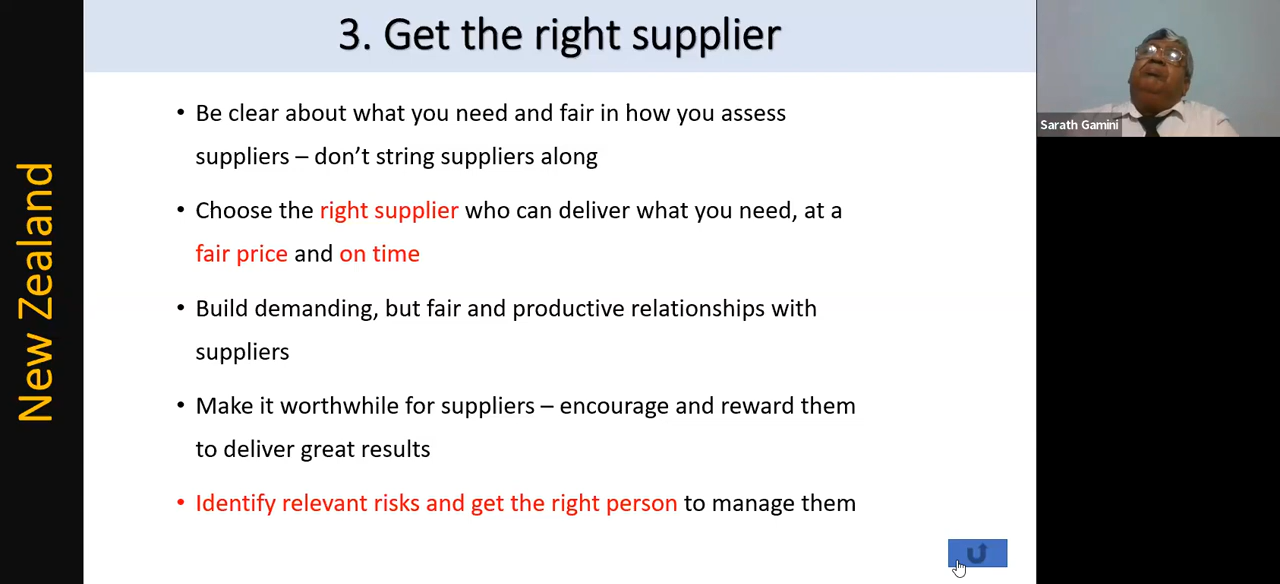 3. Get the right supplier
New Zealand
• Be clear about what you need and fair in how you assess
suppliers – don’t string suppliers along
• Choose the right supplier who can deliver what you need, at a
fair price and on time
• Build demanding, but fair and productive relationships with
suppliers
• Make it worthwhile for suppliers – encourage and reward them
to deliver great results
• Identify relevant risks and get the right person to manage them
Sarath Gamini